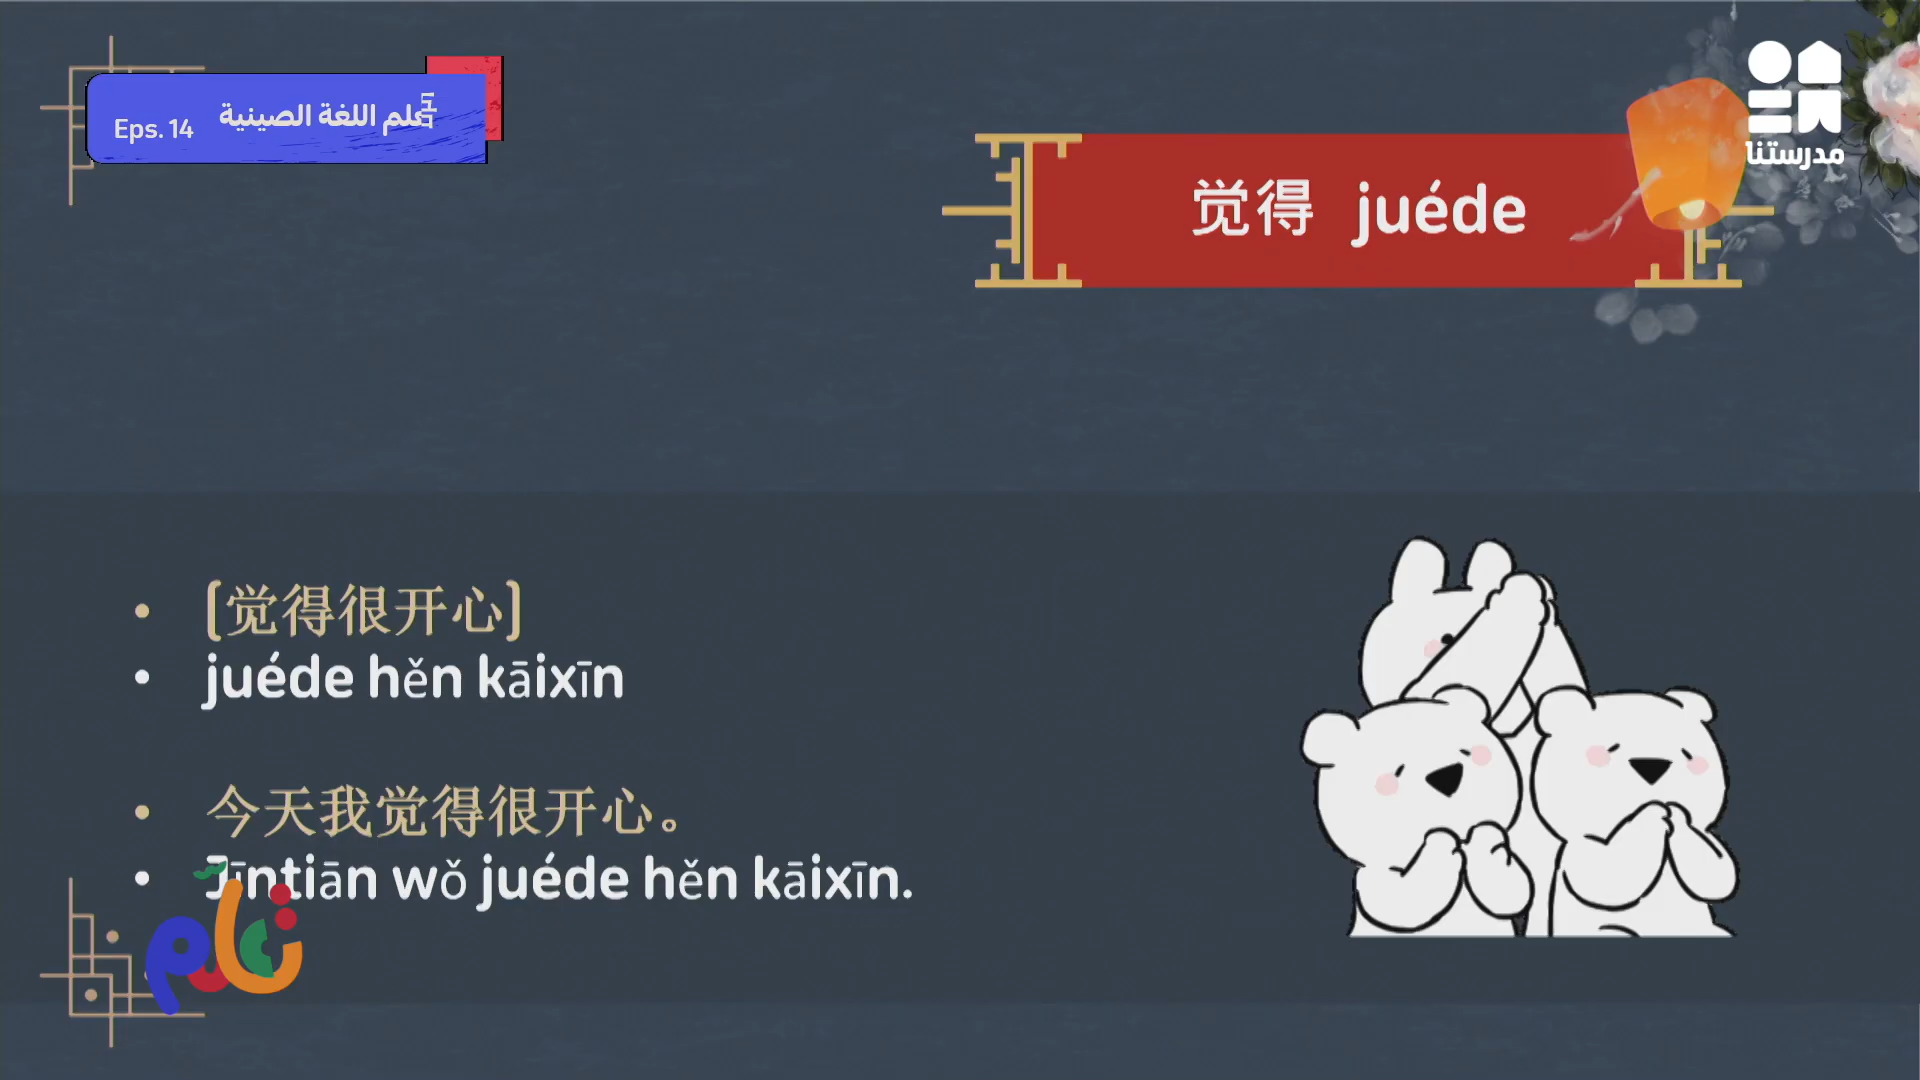 تعلم اللغة الصينية
Eps. 14
مدرستنا
觉得 juéde
[觉得很开心]
juéde hěn kāixīn
今天我觉得很开心。
Jīntiān wǒ juéde hěn kāixīn.
تعلم